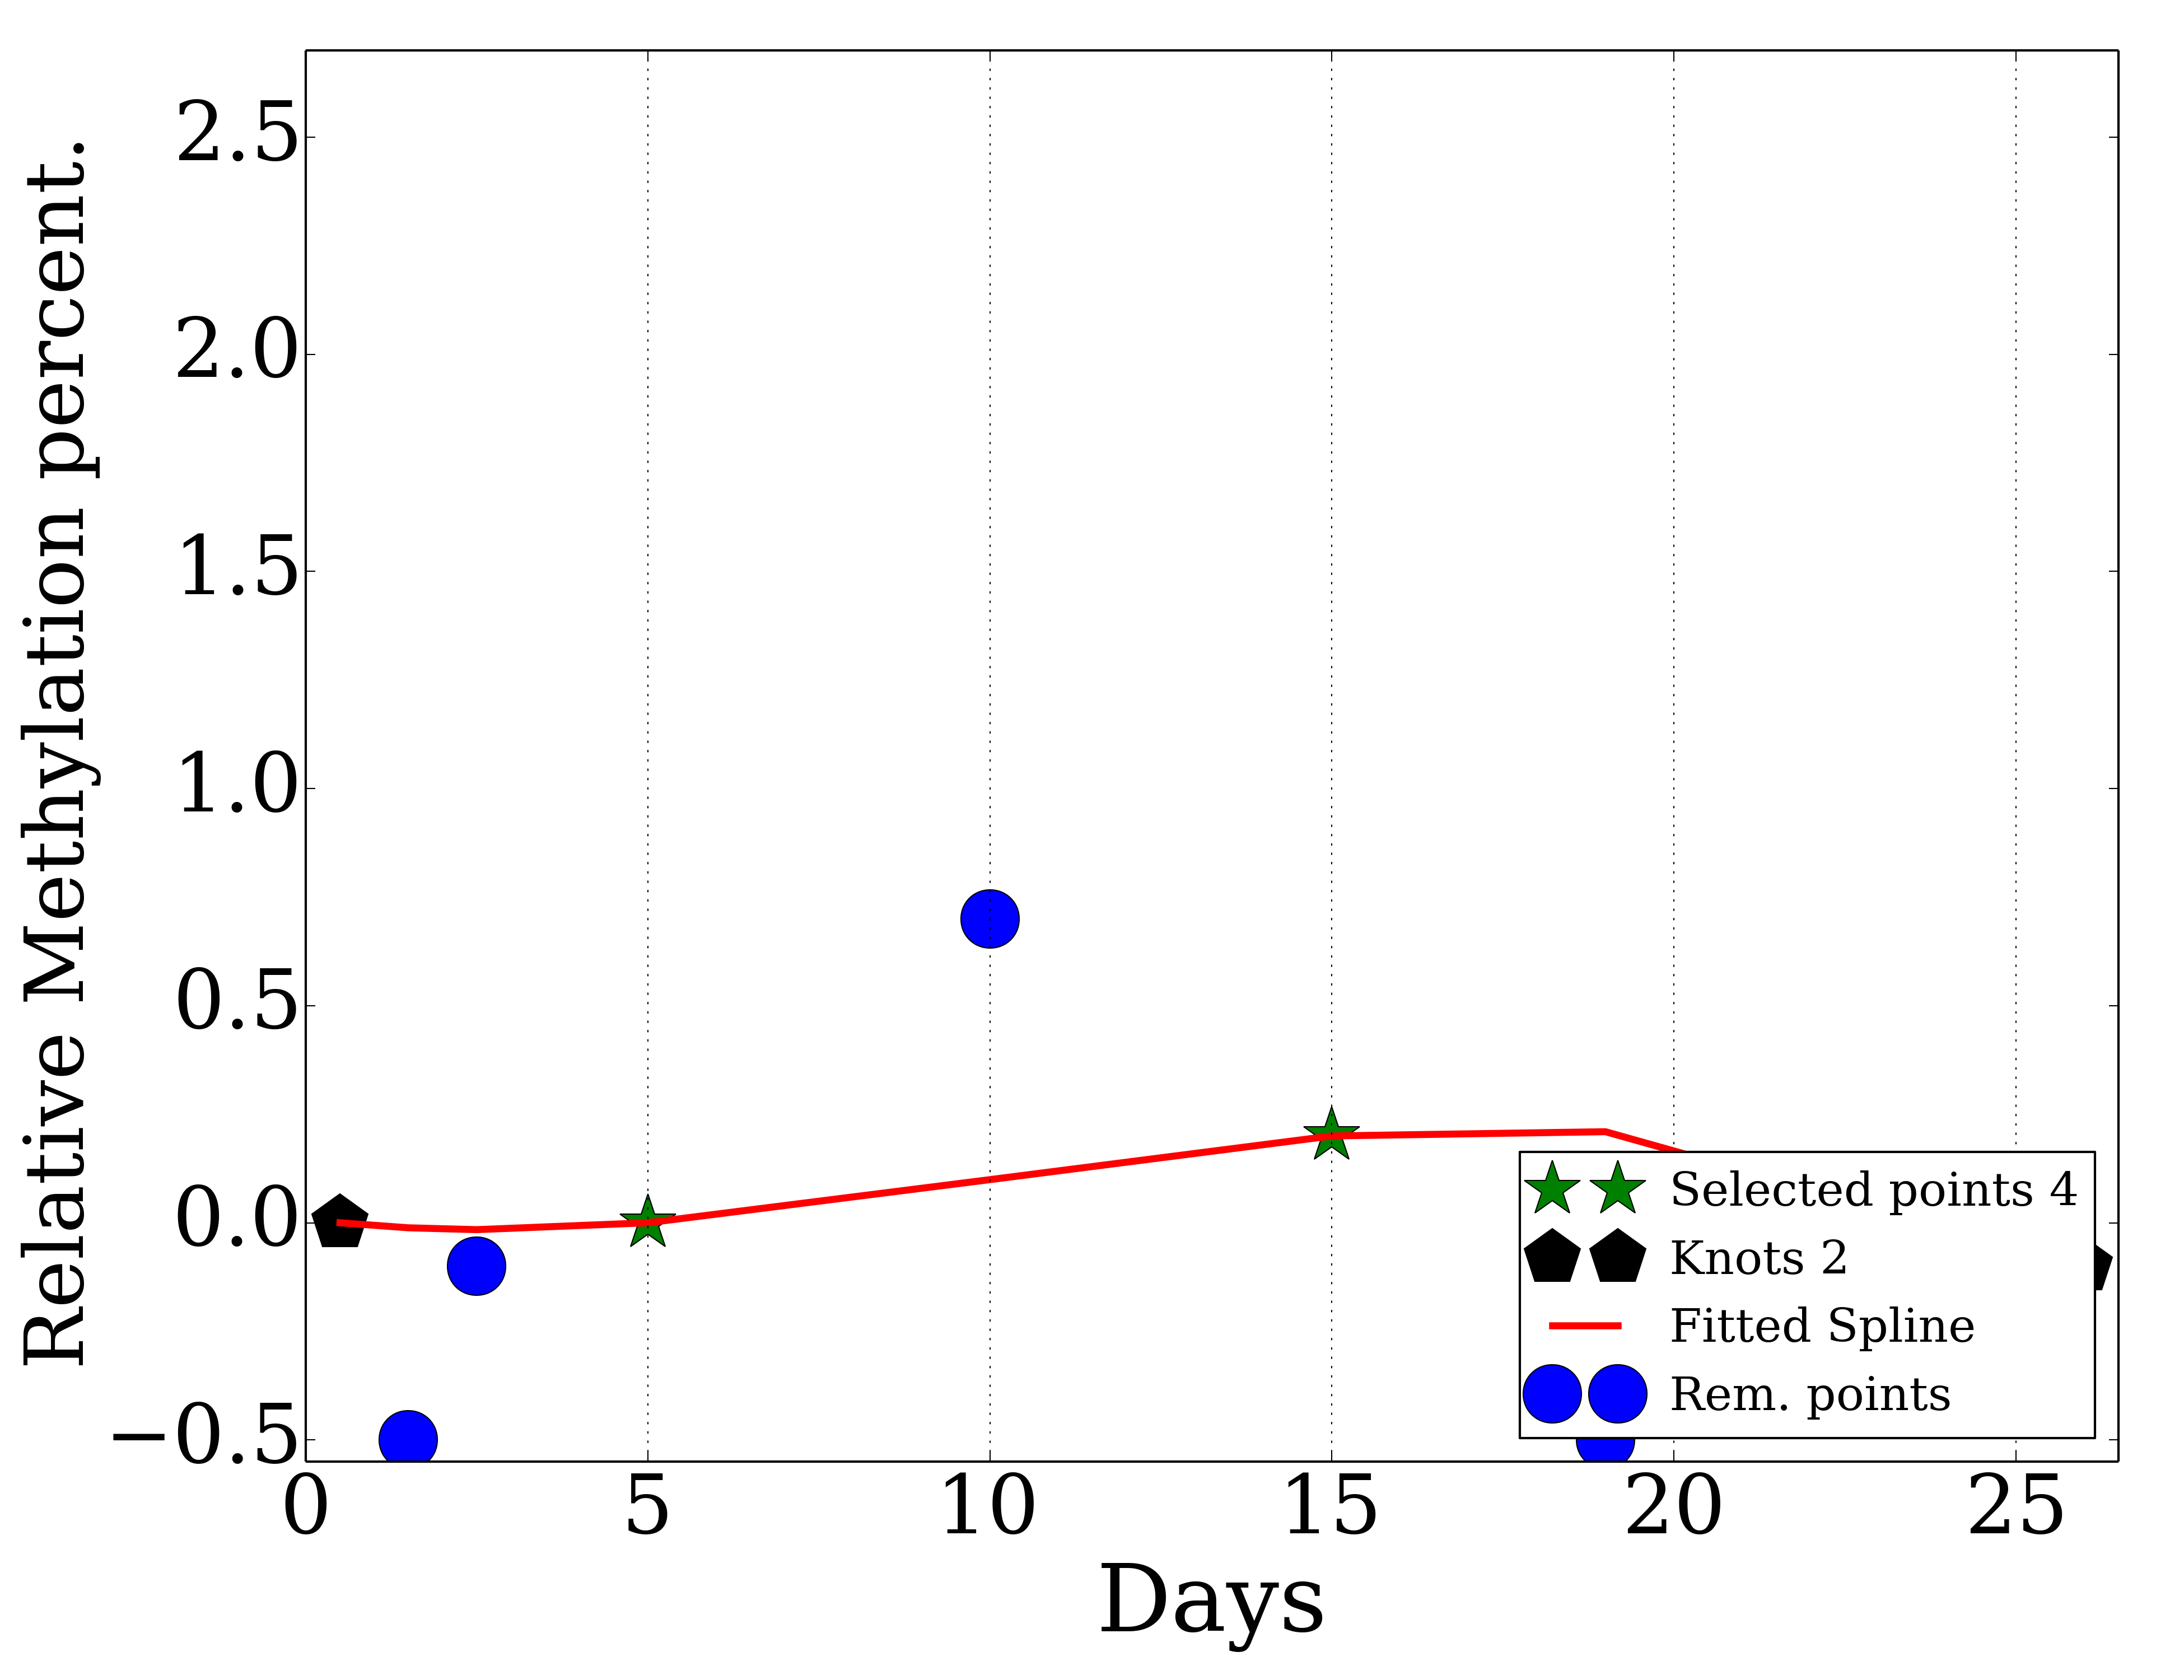 Relative Methylation percent.
2.5
2.0
1.5
1.0
0.5
0.0
−0.5
0 5 10 15 20 25
Days
Selected points 4
Knots 2
Fitted Spline
Rem. points